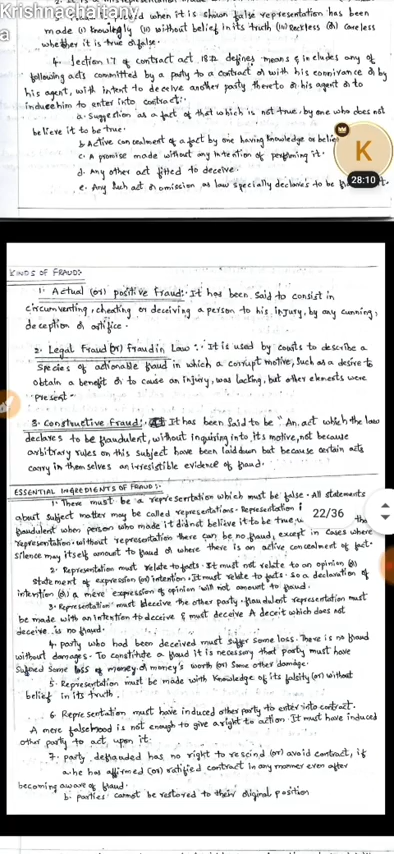 Krishnachaitany
a
and when it is shown false representation has been
made (i) knowingly (ii) without belief in its truth (iii) Reckless (or) careless
whether it is true or false.
4. Section 17 of contract act 1872 defines means & includes any of
following acts committed by a party to a contract or with his connivance or by
his agent, with intent to deceive another party thereto or his agent or to
induce him to enter into contract:
a. Suggestion as a fact of that which is not true, by one who does not
believe it to be true.
b. Active concealment of a fact by one having knowledge or belie
c. A promise made without any intention of performing it.
d. Any other act fitted to deceive.
e. Any such act or omission as law specially declares to be
K
28:10
KINDS OF FRAUD:
1. Actual (or) positive fraud: It has been said to consist in
circumventing, cheating or deceiving a person to his injury, by any cunning,
deception or artifice.
2. Legal Fraud (or) fraud in Law: It is used by courts to describe a
species of actionable fraud in which a corrupt motive, such as a desire to
obtain a benefit or to cause an injury, was lacking, but other elements were
present.
3. Constructive Fraud: It has been said to be "An act which the law
declares to be fraudulent, without inquiring into its motive, not because
arbitrary rules on this subject have been laid down but because certain acts
carry in themselves an irresistible evidence of fraud.
ESSENTIAL INGREDIENTS OF FRAUD:
1. There must be a representation which must be false. All statements
about subject matter may be called representations. Representation i
fraudulent when person who made it did not believe it to be true,
the
22/36
representation. without representation there can be no fraud, except in cases where
silence may itself amount to fraud or where there is an active concealment of fact.
2. Representation must relate to facts. It must not relate to an opinion (or)
statement of expression (or) intention. It must relate to facts. So a declaration of
intention (or) a mere expression of opinion will not amount to fraud.
3. Representation must deceive the other party. fraudulent representation must
be made with an intention to deceive & must deceive. A deceit which does not
deceive is no fraud.
4. party who had been deceived must suffer some loss. There is no fraud
without damages. To constitute a fraud it is necessary that party must have
suffered some loss of money or money's worth (or) some other damage.
5. Representation must be made with knowledge of its falsity (or) without
belief in its truth.
6. Representation must have induced other party to enter into contract.
A mere falsehood is not enough to give a right to action. It must have induced
other party to act upon it.
7. party defrauded has no right to rescind (or) avoid contract, if
a. he has affirmed (or) ratified contract in any manner even after
becoming aware of fraud.
b. parties cannot be restored to their original position